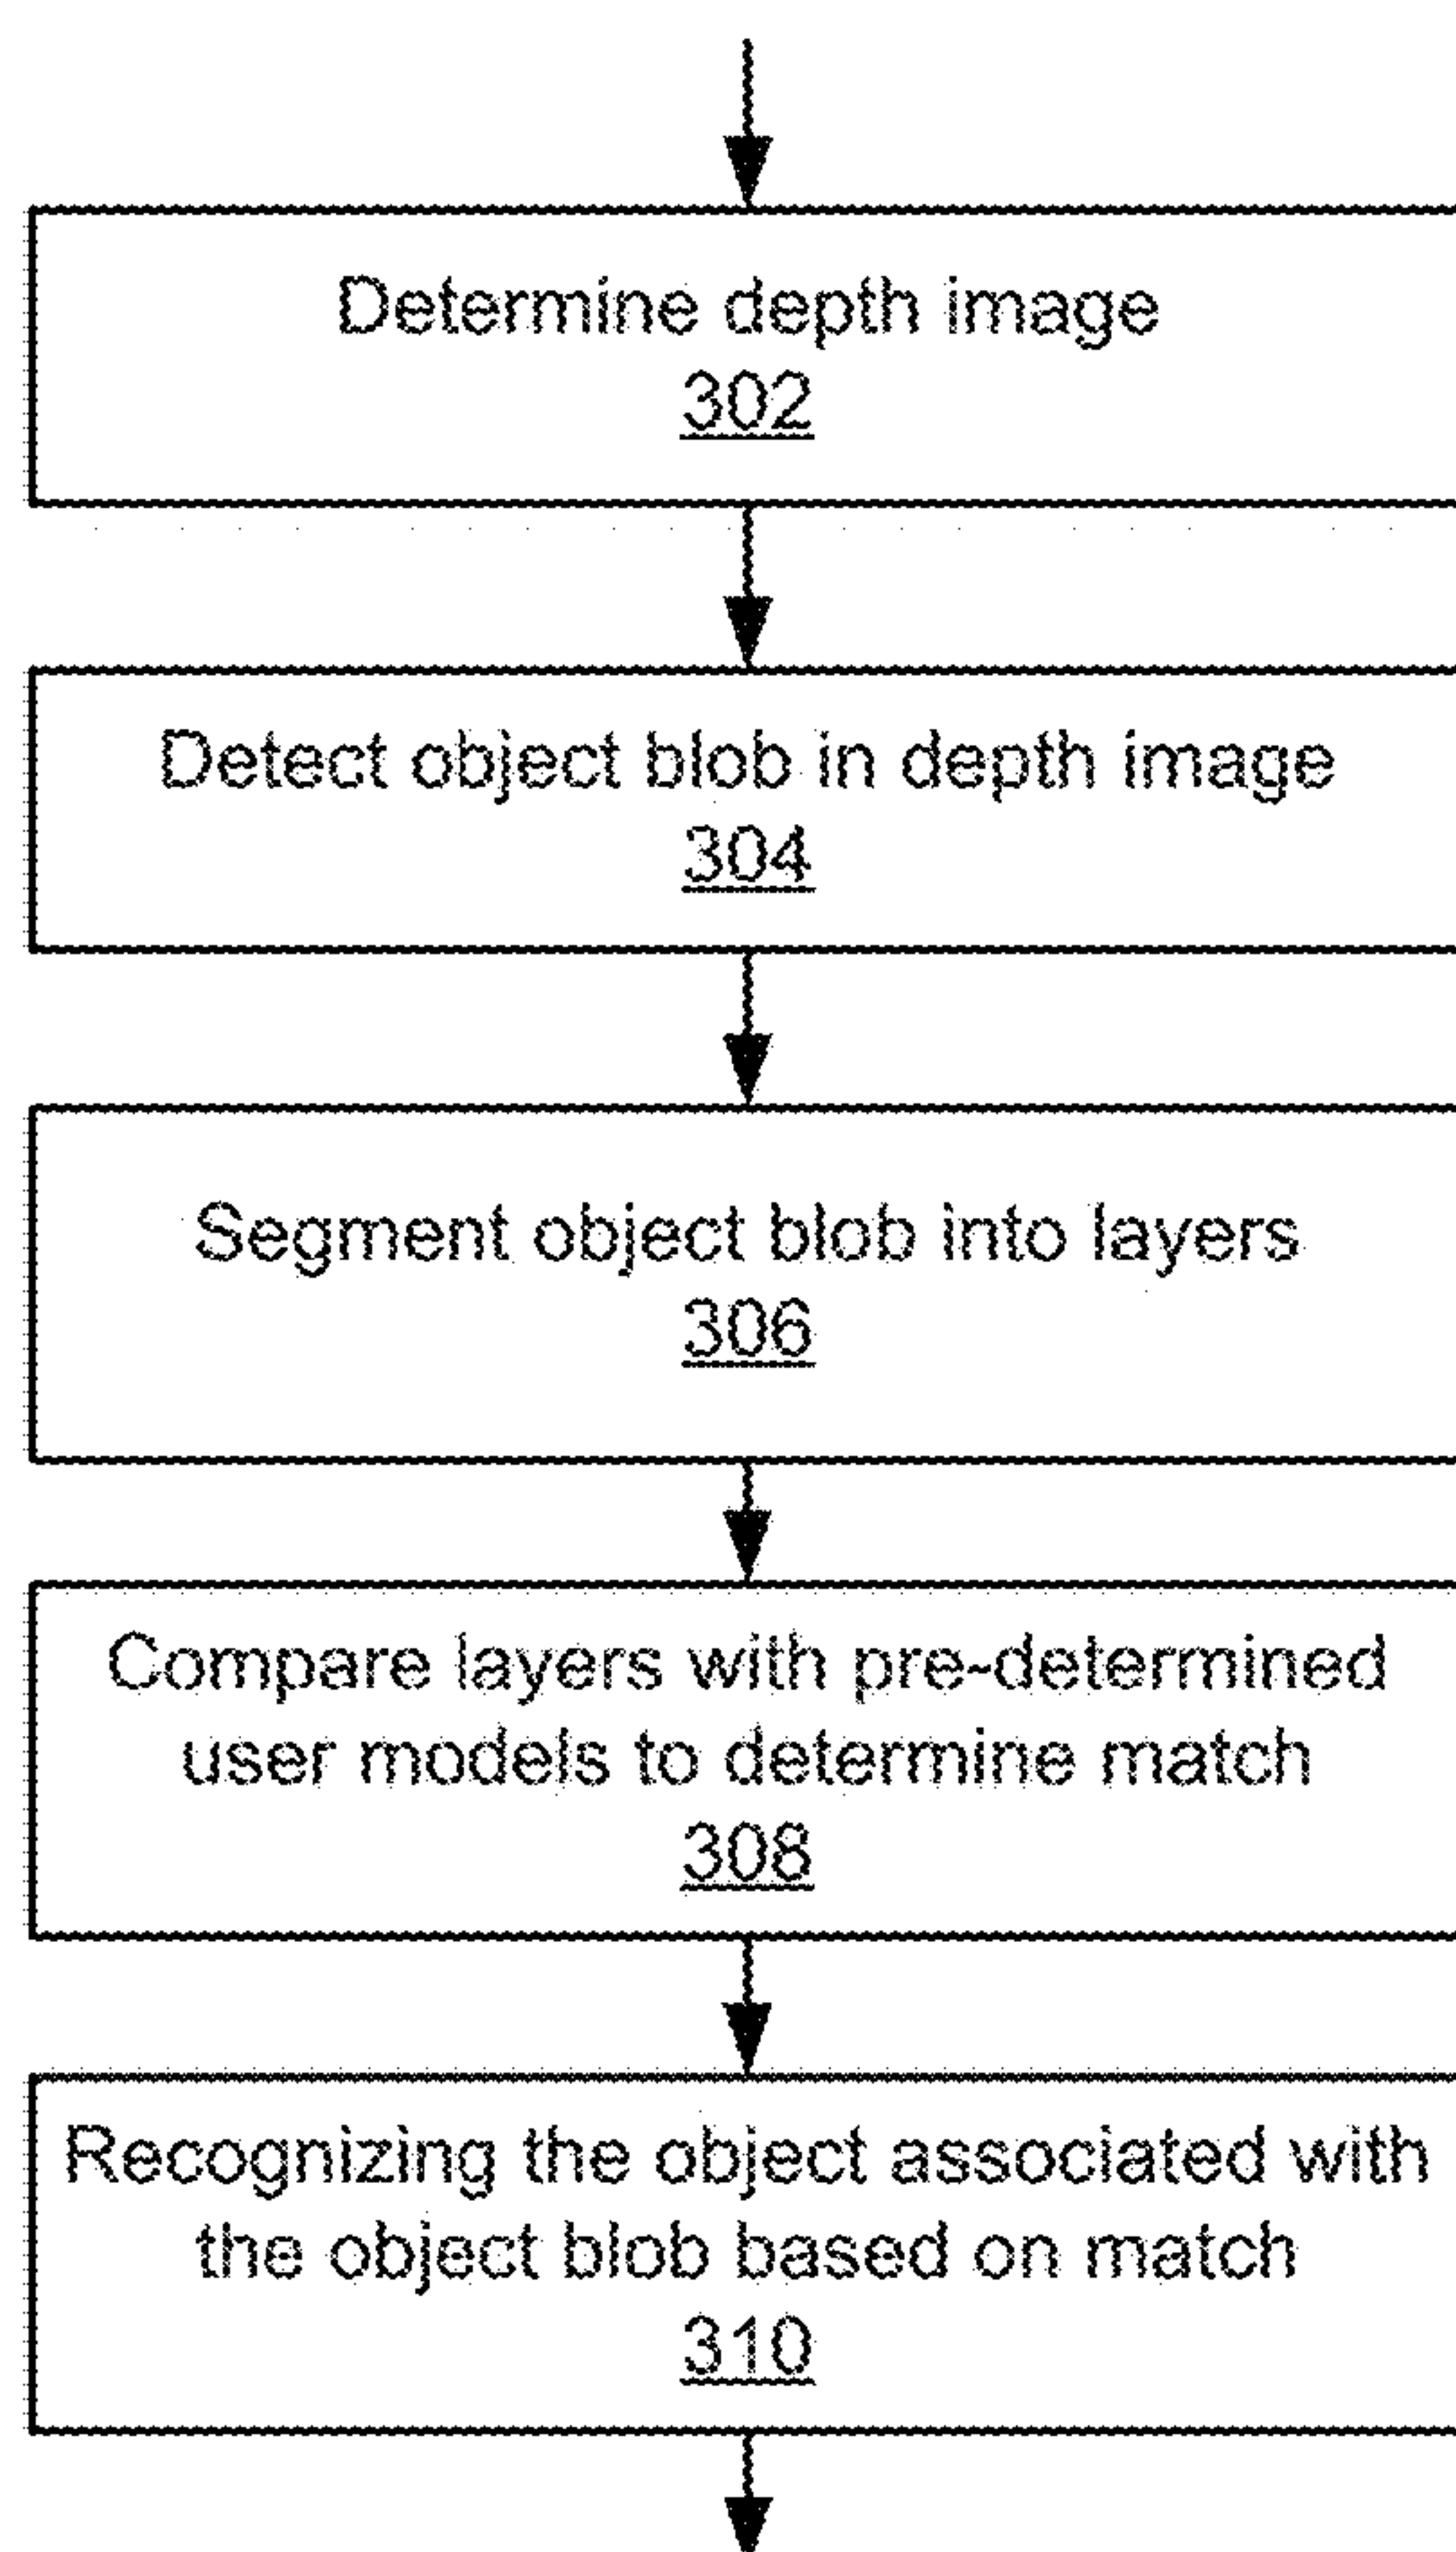 Determine depth image
302
Detect object blob in depth image
304
Segment object blob into layers
306
Compare layers with pre-determined
user models to determine match
308
Recognizing the object associated with
the object blob based on match
310